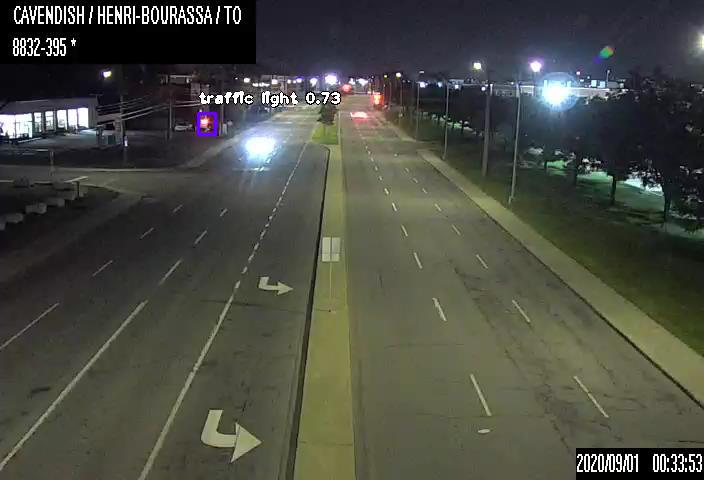 CAVENDISH / HENRI-BOURASSA / TO
8832-395 *
traffic light 0.73
2020/09/01 00:33:53